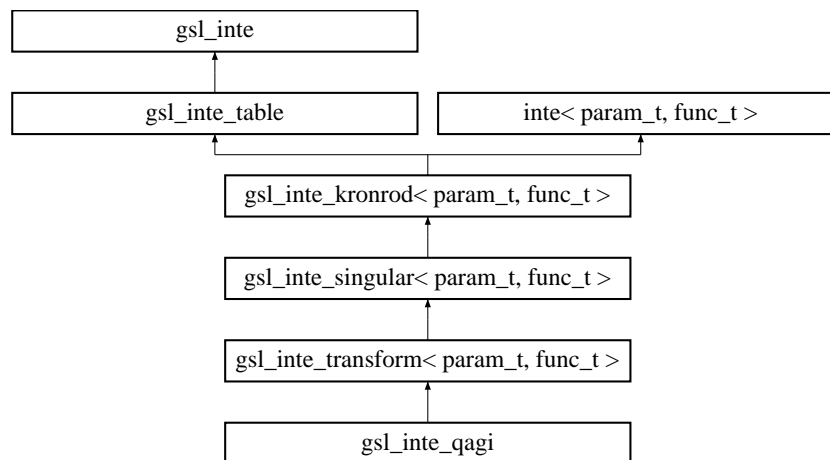 gsl_inte
gsl_inte_table
inte< param_t, func_t >
gsl_inte_kronrod< param_t, func_t >
gsl_inte_singular< param_t, func_t >
gsl_inte_transform< param_t, func_t >
gsl_inte_qagi